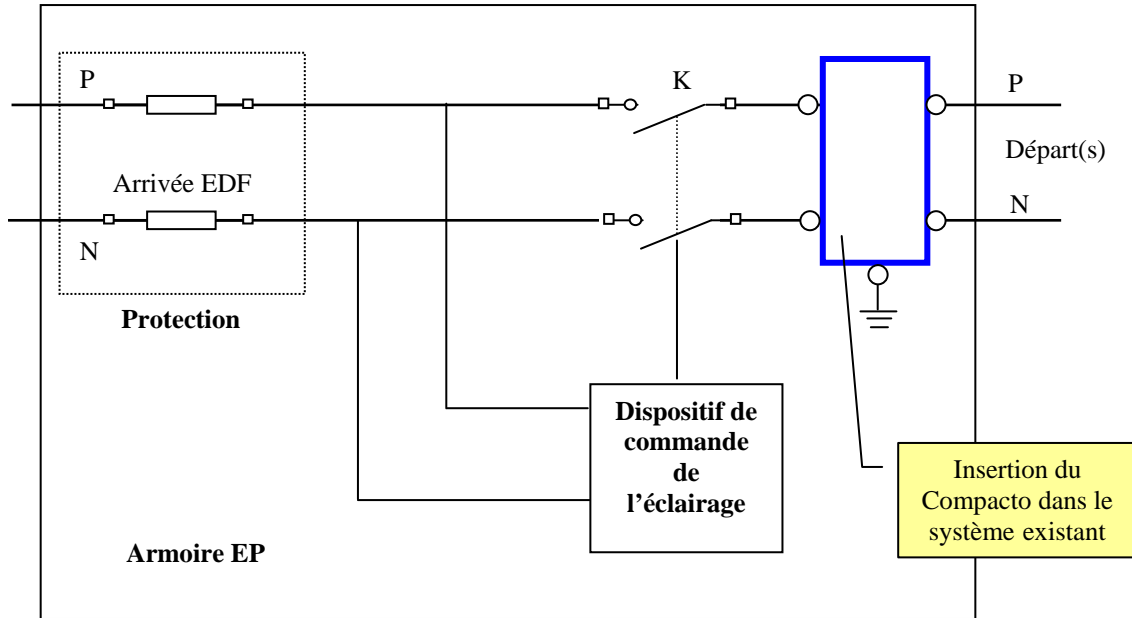 P
K
P
Arrivée EDF
Départ(s)
N
N
Protection
Dispositif de
commande
de
l'éclairage
Insertion du
Compacto dans le
système existant
Armoire EP